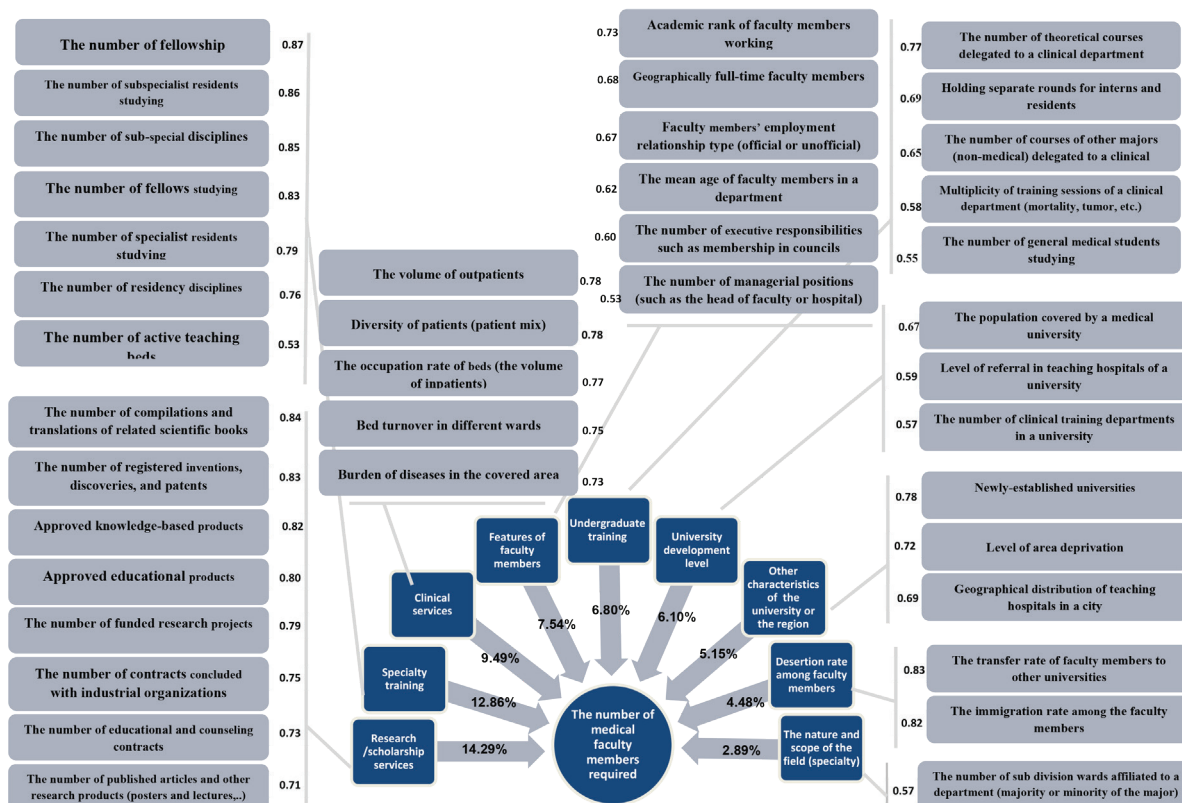 The number of fellowship
0.87
The number of subspecialist residents
studying
0.86
The number of sub-special disciplines
0.85
The number of fellows studying
0.83
The number of specialist residents
studying
0.79
The number of residency disciplines
0.76
The number of active teaching
beds
0.53
The number of compilations and
translations of related scientific books
0.84
The number of registered inventions,
discoveries, and patents
0.83
Approved knowledge-based products
0.82
Approved educational products
0.80
The number of funded research projects
0.79
The number of contracts concluded
with industrial organizations
0.75
The number of educational and counseling
contracts
0.73
The number of published articles and other
research products (posters and lectures,..)
0.71
The volume of outpatients
0.78
Diversity of patients (patient mix)
0.78
The occupation rate of beds (the volume
of inpatients)
0.77
Bed turnover in different wards
0.75
Burden of diseases in the covered area
0.73
0.73
Academic rank of faculty members
working
0.68
Geographically full-time faculty members
0.67
Faculty members’ employment
relationship type (official or unofficial)
0.62
The mean age of faculty members in a
department
0.60
The number of executive responsibilities
such as membership in councils
0.53
The number of managerial positions
(such as the head of faculty or hospital)
0.77
The number of theoretical courses
delegated to a clinical department
0.69
Holding separate rounds for interns and
residents
0.65
The number of courses of other majors
(non-medical) delegated to a clinical
0.58
Multiplicity of training sessions of a clinical
department (mortality, tumor, etc.)
0.55
The number of general medical students
studying
0.67
The population covered by a medical
university
0.59
Level of referral in teaching hospitals of a
university
0.57
The number of clinical training departments
in a university
0.78
Newly-established universities
0.72
Level of area deprivation
0.69
Geographical distribution of teaching
hospitals in a city
0.83
The transfer rate of faculty members to
other universities
0.82
The immigration rate among the faculty
members
0.57
The number of sub division wards affiliated to a
department (majority or minority of the major)
Research
/scholarship
services
14.29%
Specialty
training
12.86%
Clinical
services
9.49%
Features of
faculty
members
7.54%
Undergraduate
training
6.80%
University
development
level
6.10%
Other
characteristics
of the
university or
the region
5.15%
Desertion rate
among faculty
members
4.48%
The nature and
scope of the
field (specialty)
2.89%
The number of
medical
faculty
members
required